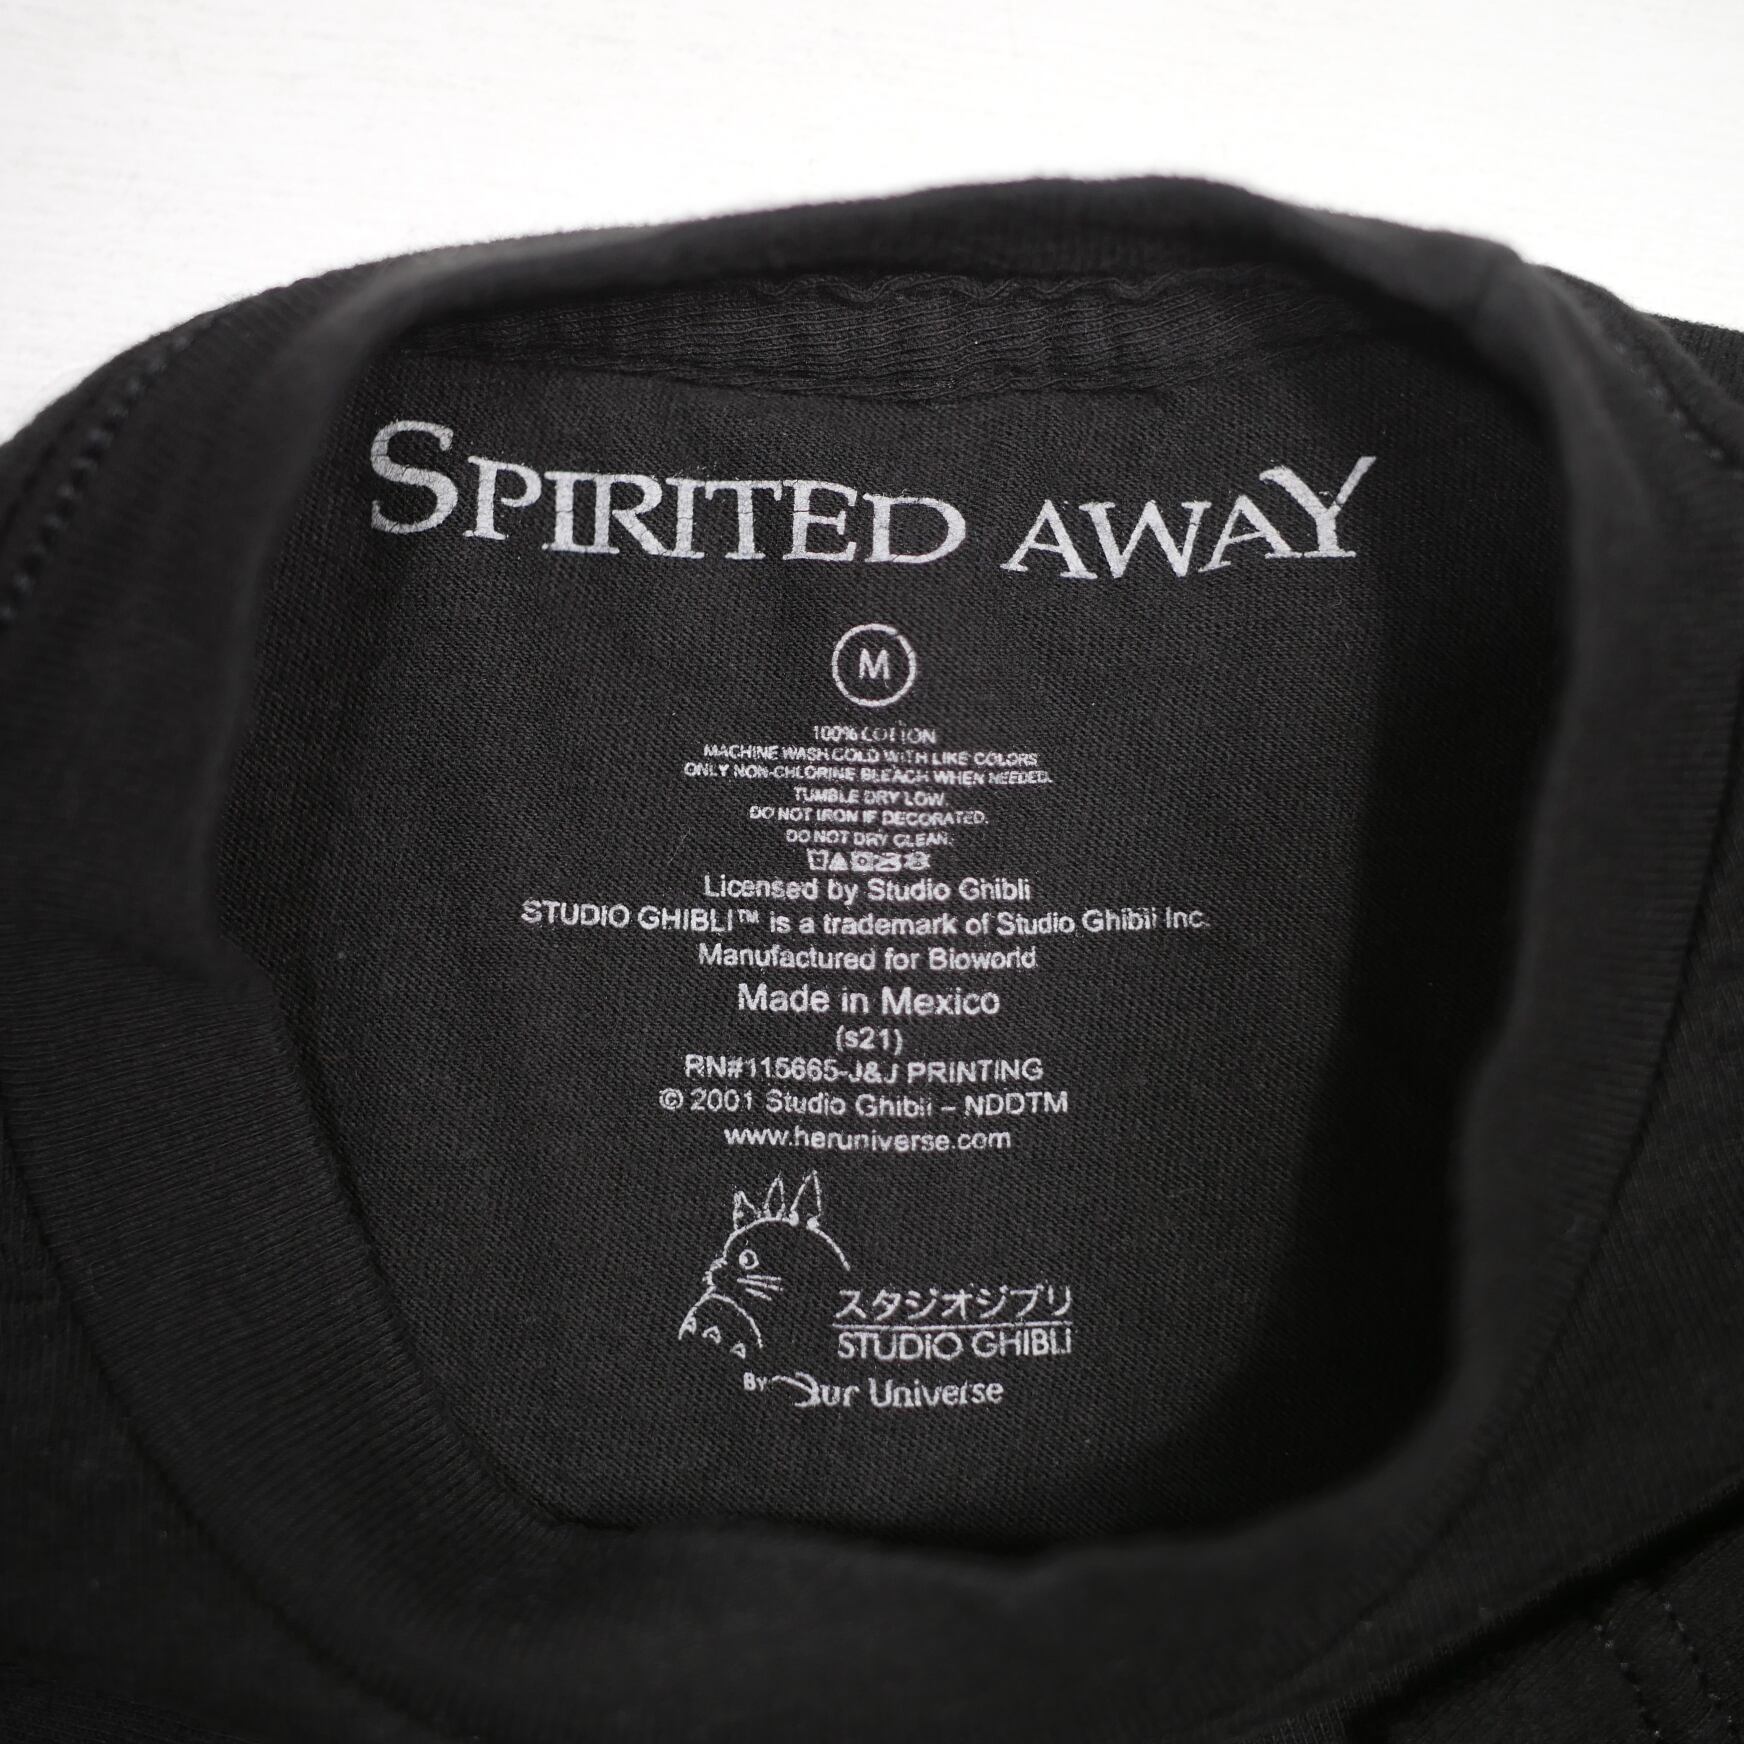 SPIRITED AWAY
M
100% COTTON
MACHINE WASH COLD WITH LIKE COLORS
ONLY NON-CHLORINE BLEACH WHEN NEEDED.
TUMBLE DRY LOW.
DO NOT IRON IF DECORATED.
DO NOT DRY CLEAN.
Licensed by Studio Ghibli
STUDIO GHIBLI™ is a trademark of Studio Ghibli Inc.
Manufactured for Bioworld
Made in Mexico
(s21)
RN#115665-J&J PRINTING
© 2001 Studio Ghibli – NDDTM
www.heruniverse.com
スタジオジブリ
STUDIO GHIBLI
By Our Universe